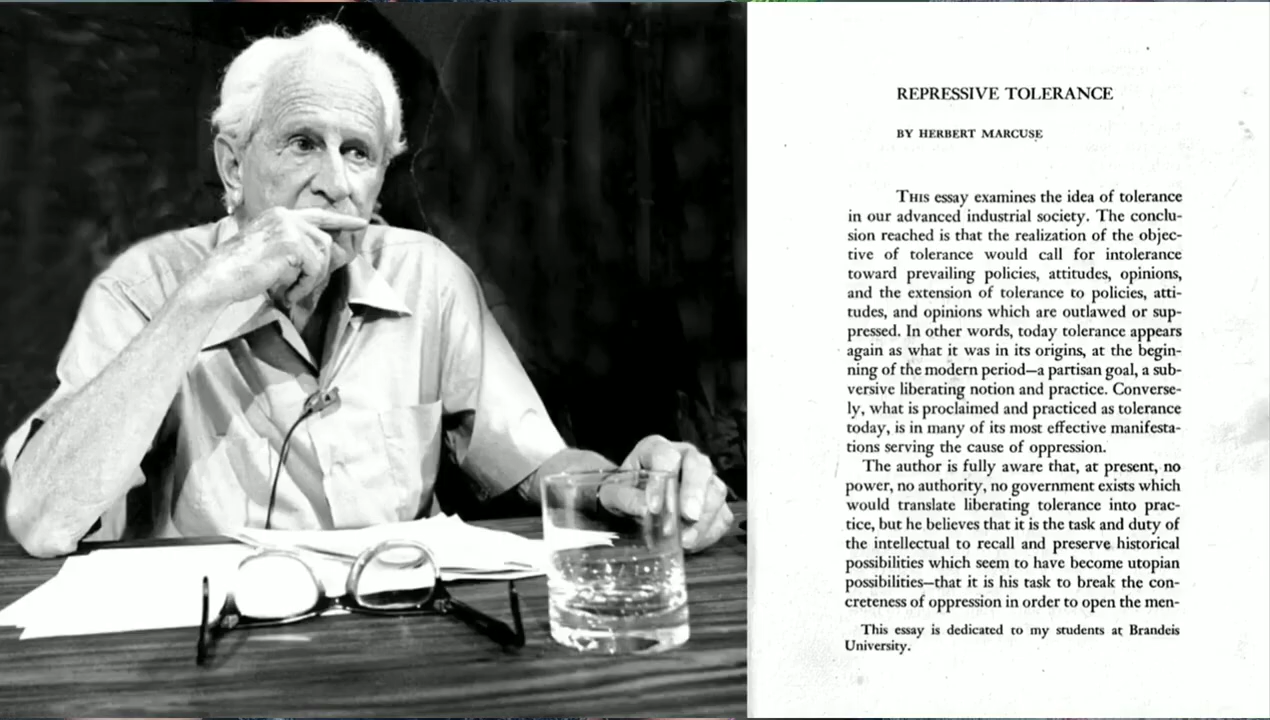 REPRESSIVE TOLERANCE
BY HERBERT MARCUSE
THIS essay examines the idea of tolerance
in our advanced industrial society. The conclu-
sion reached is that the realization of the objec-
tive of tolerance would call for intolerance
toward prevailing policies, attitudes, opinions,
and the extension of tolerance to policies, atti-
tudes, and opinions which are outlawed or sup-
pressed. In other words, today tolerance appears
again as what it was in its origins, at the begin-
ning of the modern period—a partisan goal, a sub-
versive liberating notion and practice. Converse-
ly, what is proclaimed and practiced as tolerance
today, is in many of its most effective manifesta-
tions serving the cause of oppression.
The author is fully aware that, at present, no
power, no authority, no government exists which
would translate liberating tolerance into prac-
tice, but he believes that it is the task and duty of
the intellectual to recall and preserve historical
possibilities which seem to have become utopian
possibilities—that it is his task to break the con-
creteness of oppression in order to open the men-
This essay is dedicated to my students at Brandeis
University.